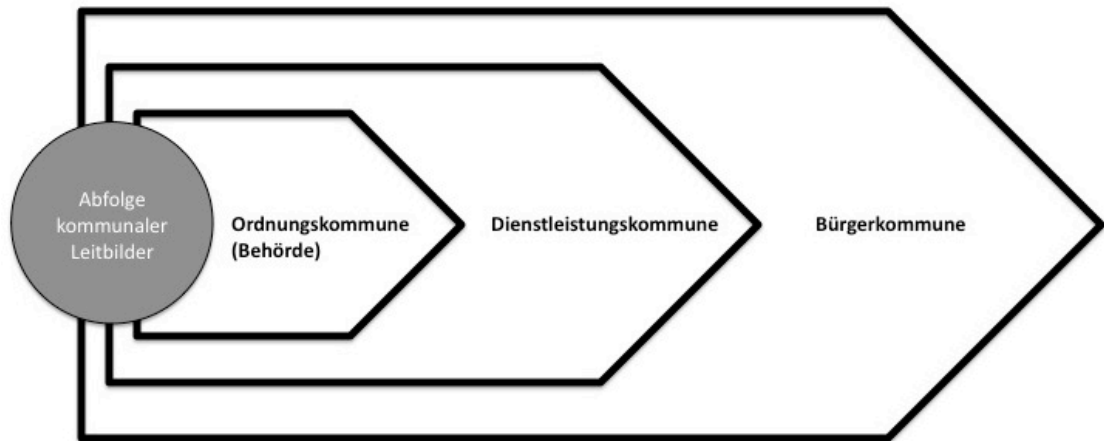 Abfolge
kommunaler
Leitbilder
Ordnungskommune
(Behörde)
Dienstleistungskommune
Bürgerkommune